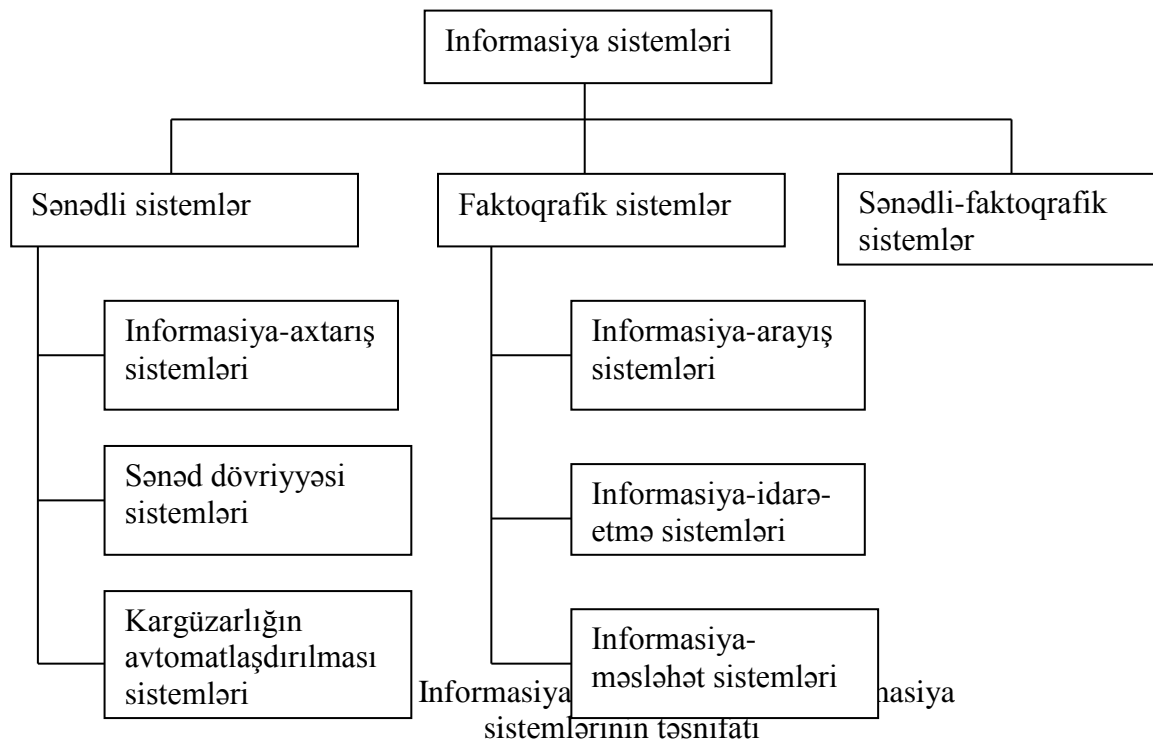 Informasiya sistemləri
Sənədli sistemlər
Faktoqrafik sistemlər
Sənədli-faktoqrafik
sistemlər
Informasiya-axtarış
sistemləri
Informasiya-arayış
sistemləri
Sənəd dövriyyəsi
sistemləri
Informasiya-idarə-
etmə sistemləri
Kargüzarlığın
avtomatlaşdırılması
sistemləri
Informasiya-
məsləhət sistemləri
Informasiya masiya
sistemlərinin təsnifatı